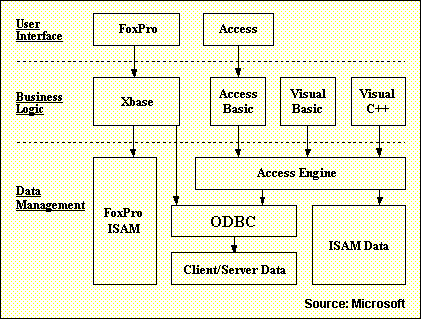 User
Interface
FoxPro
Access
Business
Logic
Xbase
Access
Basic
Visual
Basic
Visual
C++
Data
Management
FoxPro
ISAM
Access Engine
ODBC
ISAM Data
Client/Server Data
Source: Microsoft